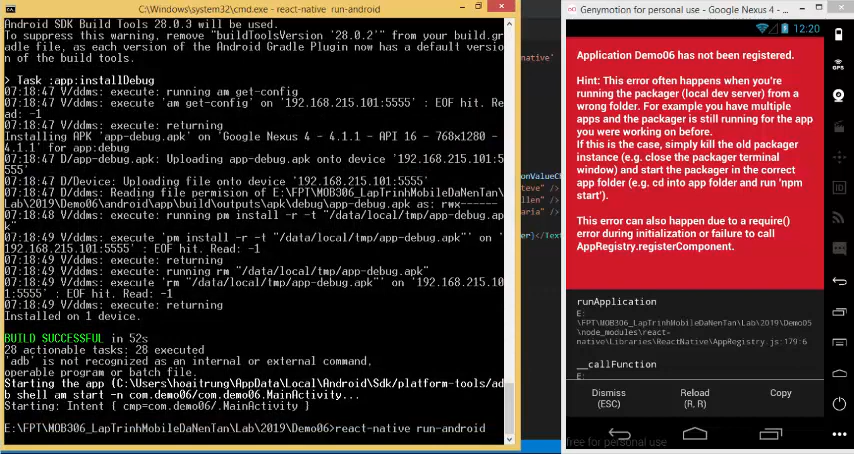 C:\Windows\system32\cmd.exe - react-native run-android
Android SDK Build Tools 28.0.3 will be used.
To suppress this warning, remove "buildToolsVersion '28.0.2'" from your build.gr
adle file, as each version of the Android Gradle Plugin now has a default versio
n of the build tools.
> Task :app:installDebug
07:18:47 V/ddms: execute: running am get-config
07:18:47 V/ddms: execute 'am get-config' on '192.168.215.101:5555' : EOF hit. Re
ad: -1
07:18:47 V/ddms: execute: returning
Installing APK 'app-debug.apk' on 'Google Nexus 4 - 4.1.1 - API 16 - 768x1280 -
4.1.1' for app:debug
07:18:47 D/app-debug.apk: Uploading app-debug.apk onto device '192.168.215.101:5
555'
07:18:47 D/Device: Uploading file onto device '192.168.215.101:5555'
07:18:47 D/ddms: Reading file permision of E:\FPT\MOB306_LapTrinhMobileDaNenTan\
Lab\2019\Demo06\android\app\build\outputs\apk\debug\app-debug.apk as: rwx------
07:18:48 V/ddms: execute: running pm install -r -t "/data/local/tmp/app-debug.ap
k"
07:18:49 V/ddms: execute 'pm install -r -t "/data/local/tmp/app-debug.apk"' on '
192.168.215.101:5555' : EOF hit. Read: -1
07:18:49 V/ddms: execute: returning
07:18:49 V/ddms: execute: running rm "/data/local/tmp/app-debug.apk"
07:18:49 V/ddms: execute 'rm "/data/local/tmp/app-debug.apk"' on '192.168.215.10
1:5555' : EOF hit. Read: -1
07:18:49 V/ddms: execute: returning
Installed on 1 device.
BUILD SUCCESSFUL in 52s
28 actionable tasks: 28 executed
'adb' is not recognized as an internal or external command,
operable program or batch file.
Starting the app (C:\Users\hoaitrung\AppData\Local\Android\Sdk/platform-tools/ad
b shell am start -n com.demo06/com.demo06.MainActivity...
Starting: Intent { cmp=com.demo06/.MainActivity }
E:\FPT\MOB306_LapTrinhMobileDaNenTan\Lab\2019\Demo06>react-native run-android
native'
onValueCh
teve" />
llen" />
aria" />
er}</Text
Genymotion for personal use - Google Nexus 4
12:20
Application Demo06 has not been registered.
Hint: This error often happens when you're
running the packager (local dev server) from a
wrong folder. For example you have multiple
apps and the packager is still running for the app
you were working on before.
If this is the case, simply kill the old packager
instance (e.g. close the packager terminal
window) and start the packager in the correct
app folder (e.g. cd into app folder and run 'npm
start').
This error can also happen due to a require()
error during initialization or failure to call
AppRegistry.registerComponent.
runApplication
E:
\FPT\MOB306_LapTrinhMobileDaNenTan\Lab\2019\Demo05
\node_modules\react-
native\Libraries\ReactNative\AppRegistry.js:179:6
__callFunction
E:
Dismiss
(ESC)
Reload
(R, R)
Copy
free for personal use
GPS
ID